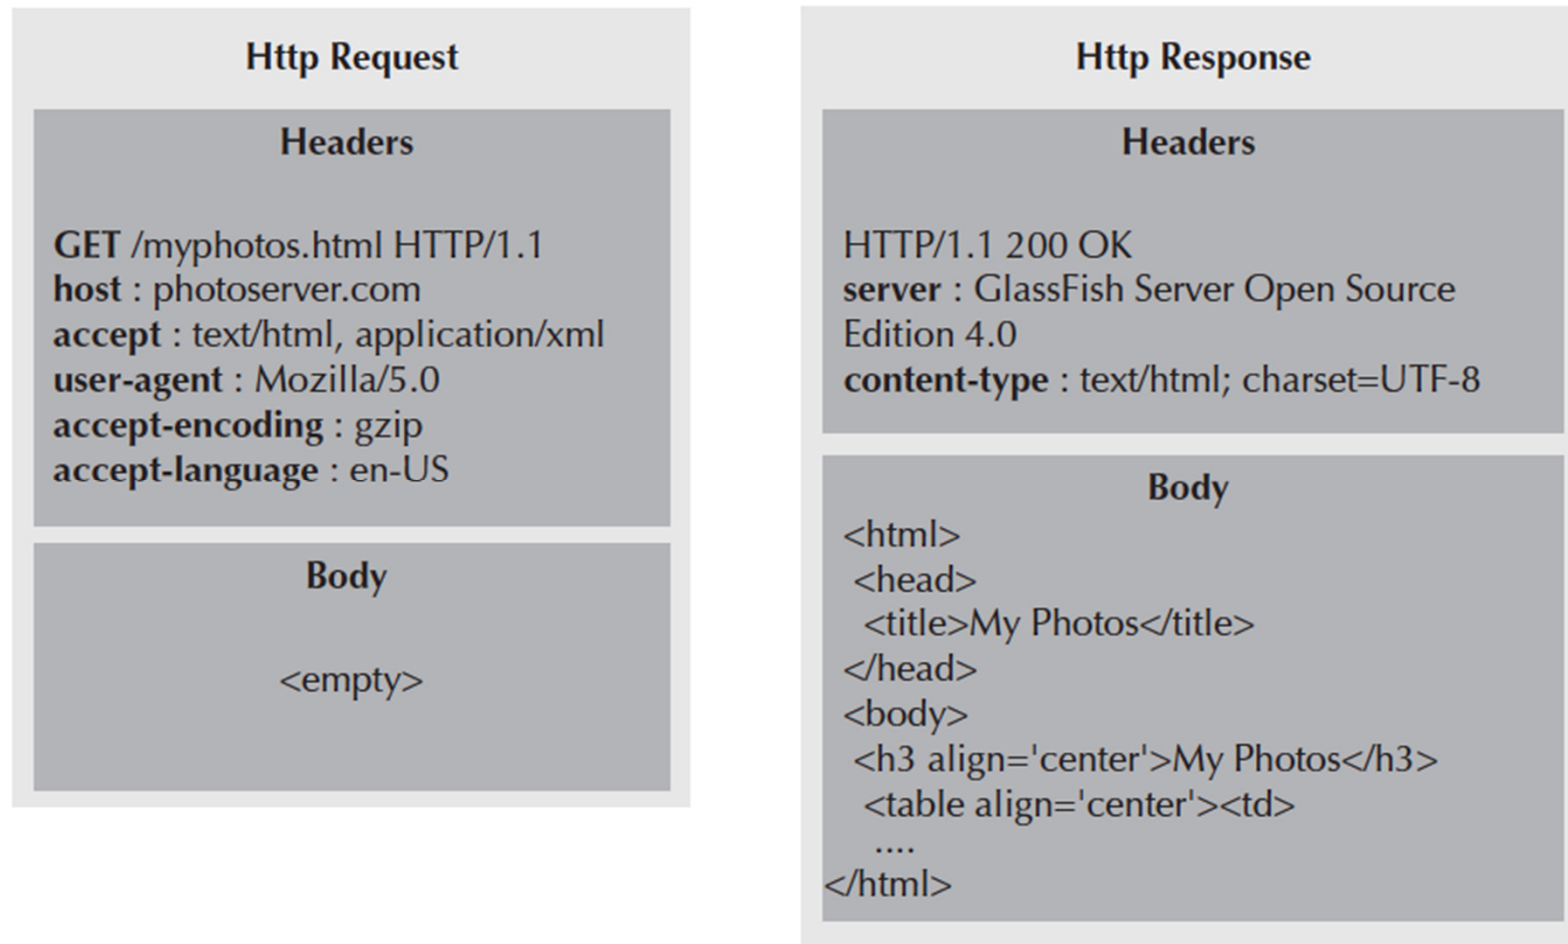 Http Request
Headers
GET /myphotos.html HTTP/1.1
host : photoserver.com
accept : text/html, application/xml
user-agent : Mozilla/5.0
accept-encoding : gzip
accept-language : en-US
Body
<empty>
Http Response
Headers
HTTP/1.1 200 OK
server : GlassFish Server Open Source
Edition 4.0
content-type : text/html; charset=UTF-8
Body
<html>
<head>
<title>My Photos</title>
</head>
<body>
<h3 align='center'>My Photos</h3>
<table align='center'><td>
....
</html>